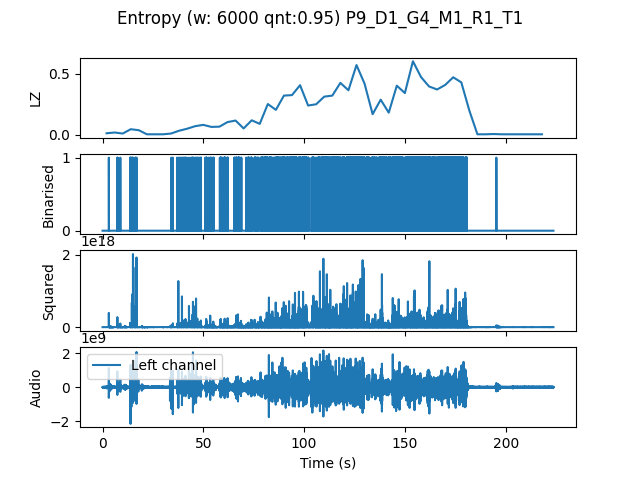 Entropy (w: 6000 qnt:0.95) P9_D1_G4_M1_R1_T1
0.5
LZ
0.0
1
Binarised
0
1e18
2
Squared
0
1e9
2
Left channel
Audio
0
−2
0 50 100 150 200
Time (s)